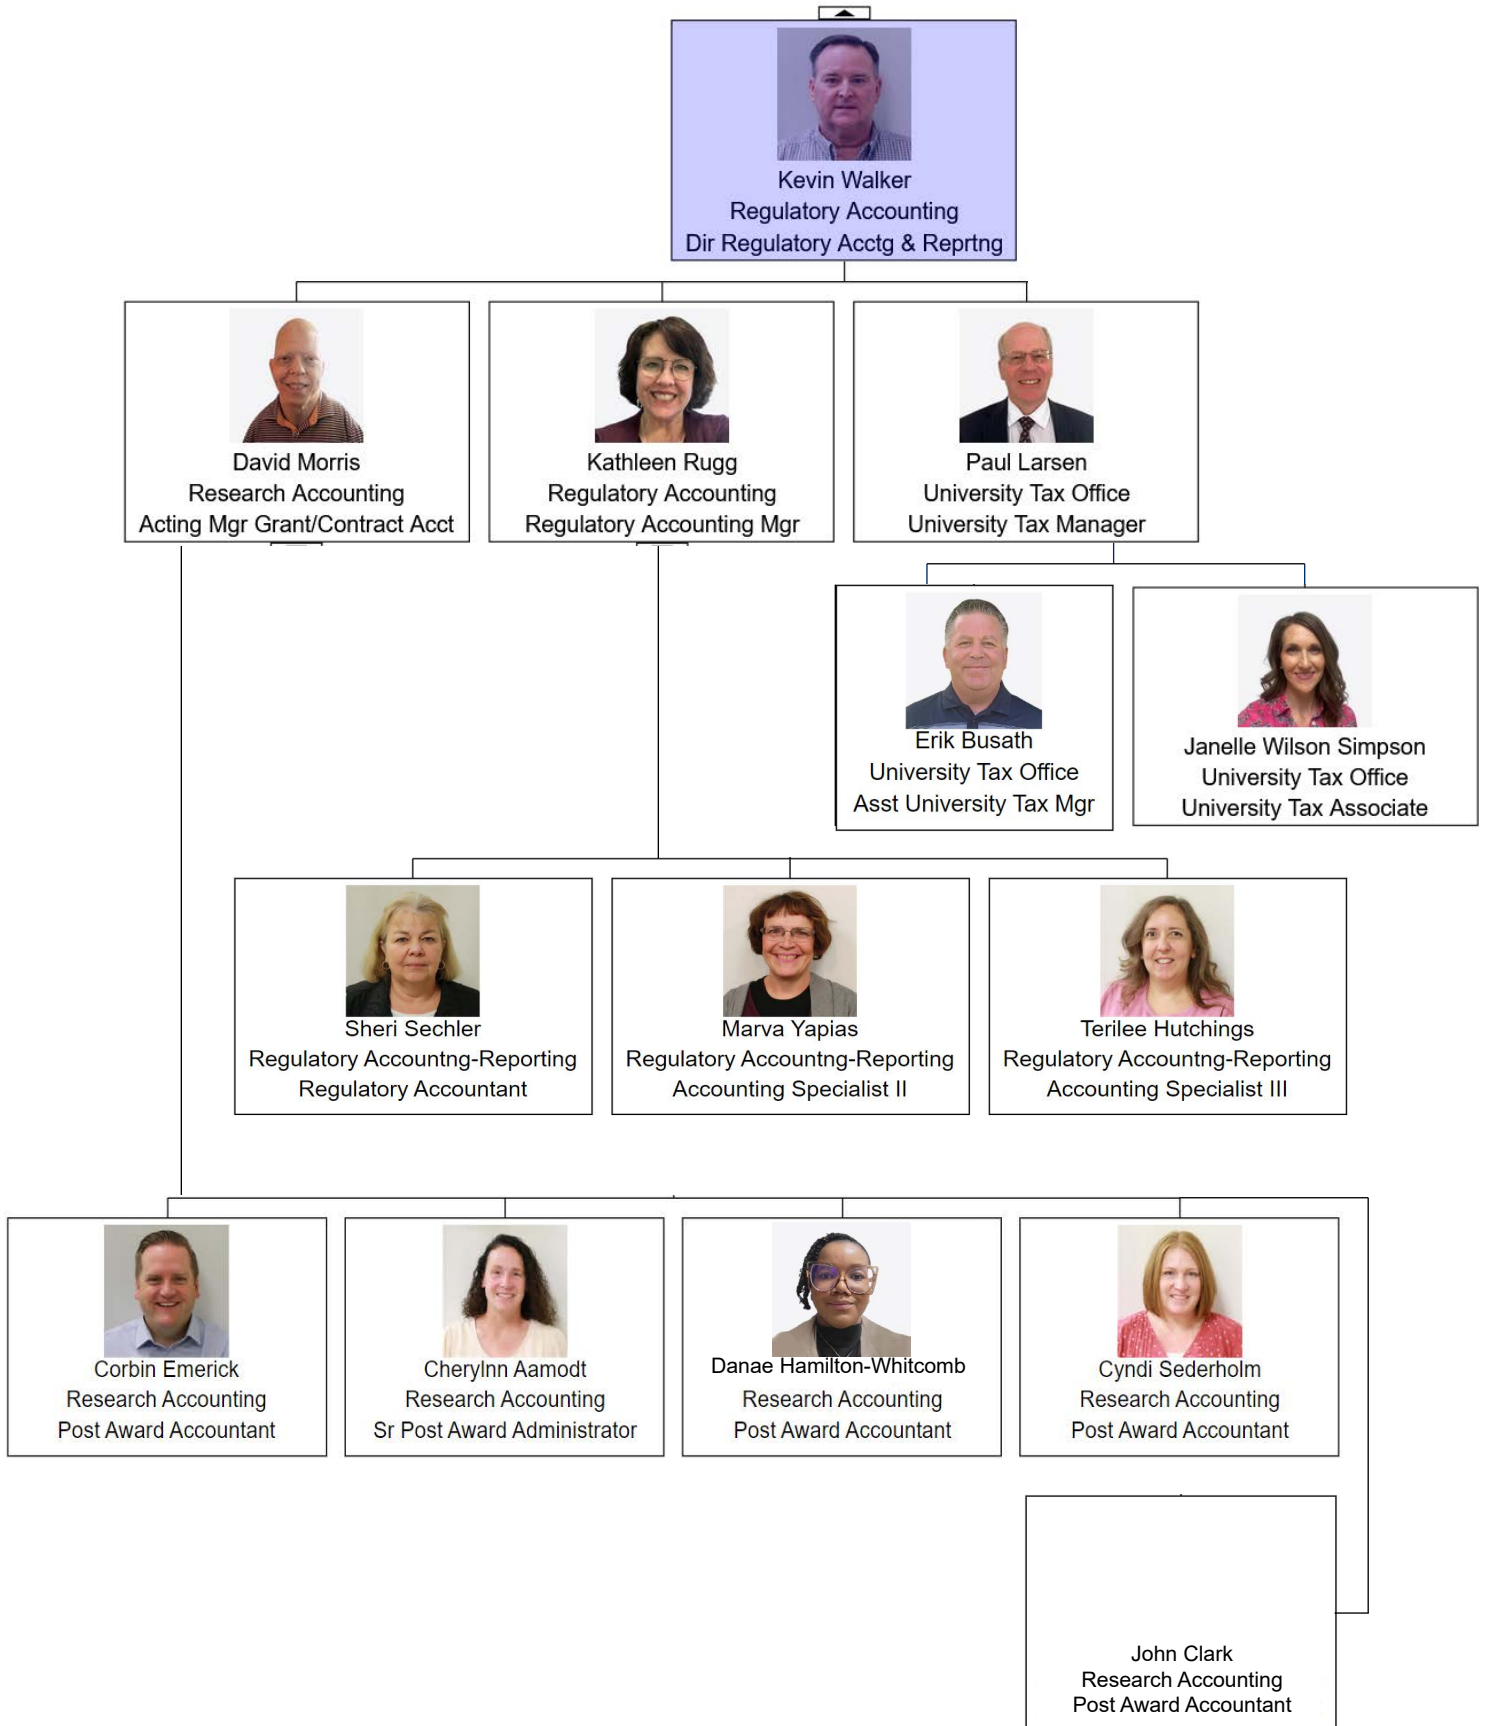 Kevin Walker
Regulatory Accounting
Dir Regulatory Acctg & Reprtng
David Morris
Research Accounting
Acting Mgr Grant/Contract Acct
Kathleen Rugg
Regulatory Accounting
Regulatory Accounting Mgr
Paul Larsen
University Tax Office
University Tax Manager
Erik Busath
University Tax Office
Asst University Tax Mgr
Janelle Wilson Simpson
University Tax Office
University Tax Associate
Sheri Sechler
Regulatory Accountng-Reporting
Regulatory Accountant
Marva Yapias
Regulatory Accountng-Reporting
Accounting Specialist II
Terilee Hutchings
Regulatory Accountng-Reporting
Accounting Specialist III
Corbin Emerick
Research Accounting
Post Award Accountant
Cherylnn Aamodt
Research Accounting
Sr Post Award Administrator
Danae Hamilton-Whitcomb
Research Accounting
Post Award Accountant
Cyndi Sederholm
Research Accounting
Post Award Accountant
John Clark
Research Accounting
Post Award Accountant